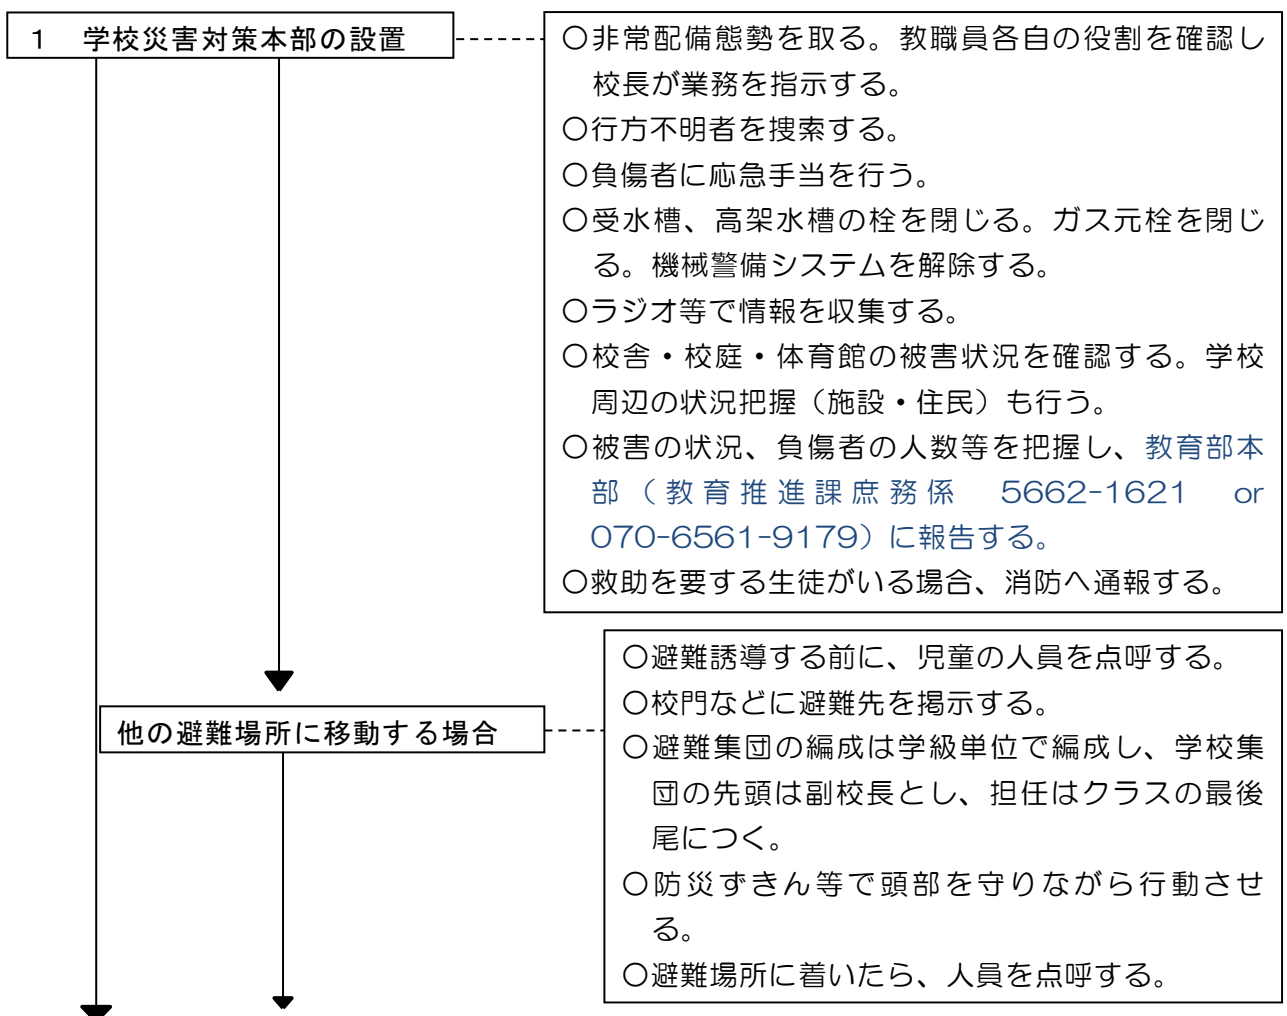 1 学校災害対策本部の設置
〇非常配備態勢を取る。教職員各自の役割を確認し
校長が業務を指示する。
〇行方不明者を捜索する。
〇負傷者に応急手当を行う。
〇受水槽、高架水槽の栓を閉じる。ガス元栓を閉じ
る。機械警備システムを解除する。
〇ラジオ等で情報を収集する。
〇校舎・校庭・体育館の被害状況を確認する。学校
周辺の状況把握（施設・住民）も行う。
〇被害の状況、負傷者の人数等を把握し、教育部本
部（教育推進課庶務係 5662-1621 or
070-6561-9179）に報告する。
〇救助を要する生徒がいる場合、消防へ通報する。
他の避難場所に移動する場合
〇避難誘導する前に、児童の人員を点呼する。
〇校門などに避難先を掲示する。
〇避難集団の編成は学級単位で編成し、学校集
団の先頭は副校長とし、担任はクラスの最後
尾につく。
〇防災ずきん等で頭部を守りながら行動させ
る。
〇避難場所に着いたら、人員を点呼する。